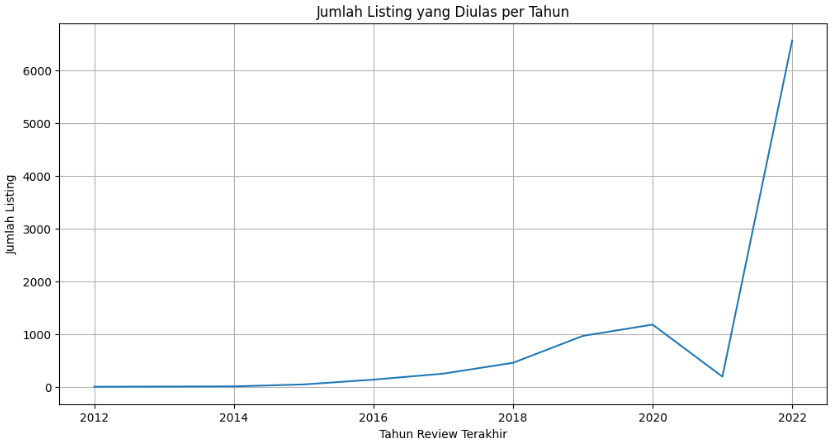 Jumlah Listing yang Diulas per Tahun
6000
5000
4000
3000
2000
1000
0
Jumlah Listing
2012 2014 2016 2018 2020 2022
Tahun Review Terakhir